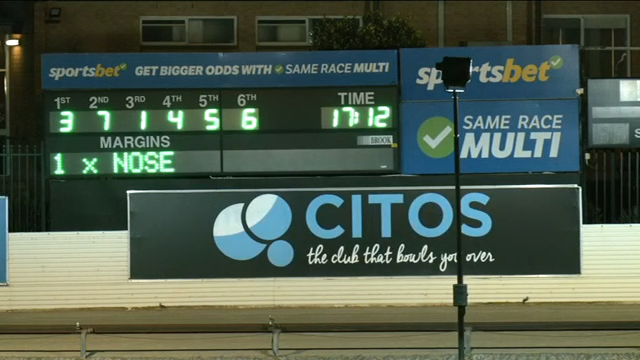 sportsbet GET BIGGER ODDS WITH SAME RACE MULTI
sportsbet
1ST 2ND 3RD 4TH 5TH 6TH TIME
3 7 1 4 5 6 17:12
MARGINS
1 x NOSE
SAME RACE
MULTI
CITOS
the club that bowls you over